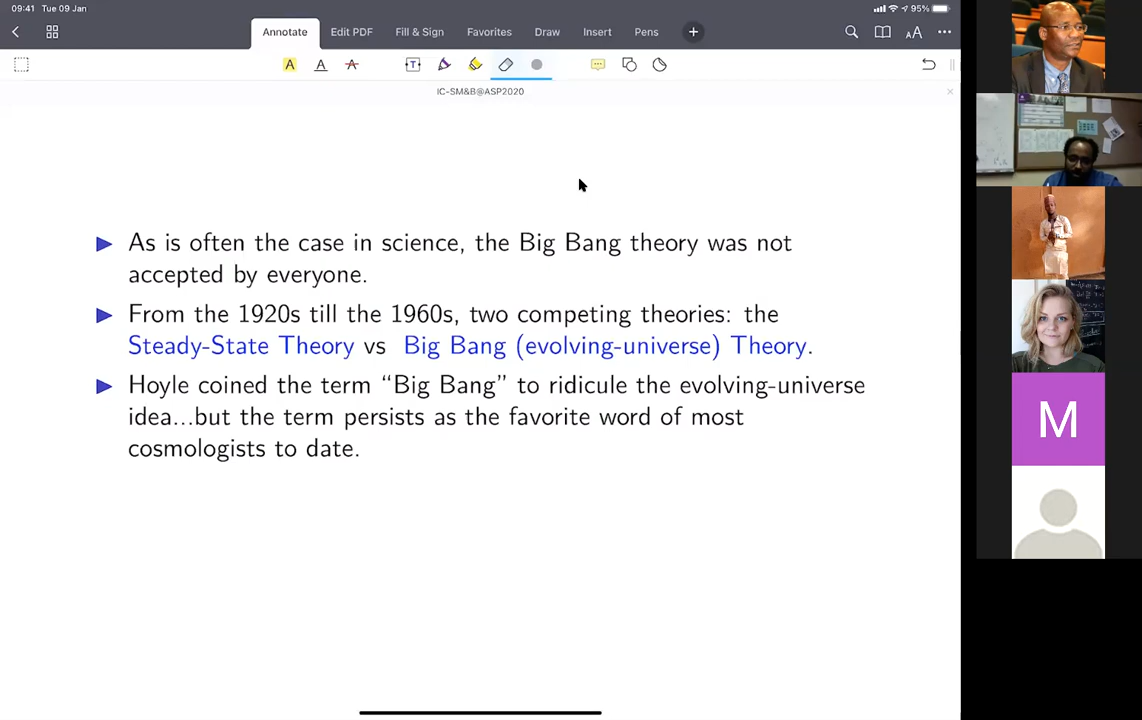 09:41 Tue 09 Jan
95%
Annotate Edit PDF Fill & Sign Favorites Draw Insert Pens
AA
A A A T
IC-SM&B@ASP2020
As is often the case in science, the Big Bang theory was not
accepted by everyone.
From the 1920s till the 1960s, two competing theories: the
Steady-State Theory vs Big Bang (evolving-universe) Theory.
Hoyle coined the term “Big Bang” to ridicule the evolving-universe
idea...but the term persists as the favorite word of most
cosmologists to date.
M